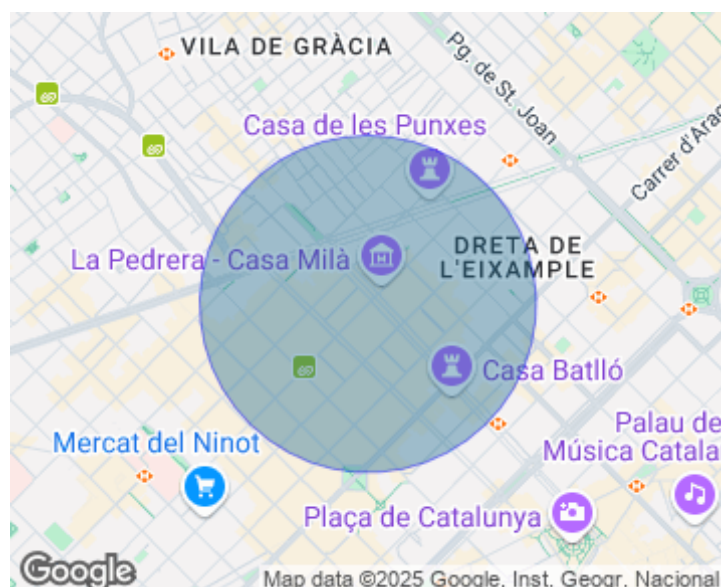 VILA DE GRÀCIA
Pg. de St. Joan
Casa de les Punxes
Carrer d'Arag
La Pedrera - Casa Milà
DRETA DE
L'EIXAMPLE
Casa Batlló
Mercat del Ninot
Palau de
Música Catala
Plaça de Catalunya
Google
Map data ©2025 Google, Inst. Geogr. Nacional